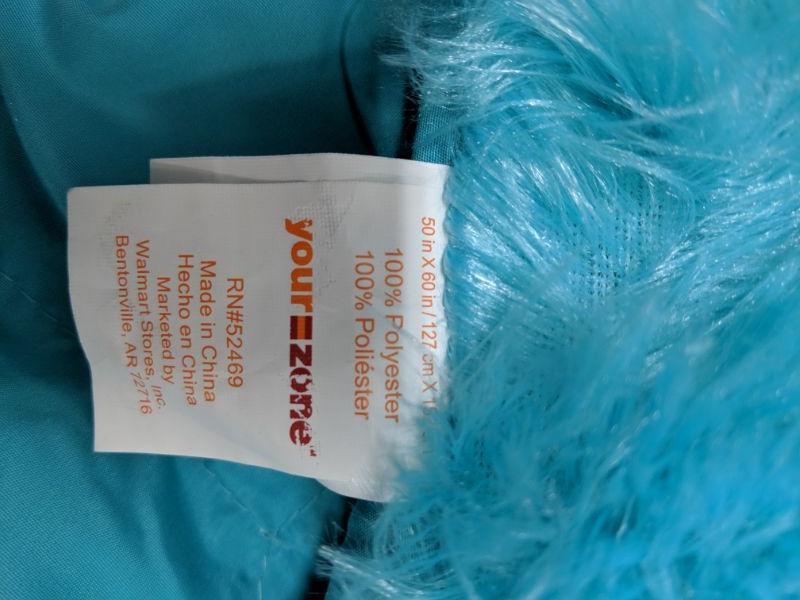 50 in X 60 in / 127 cm X
100% Polyester
100% Poliéster
your zone™
RN#52469
Made in China
Hecho en China
Marketed by
Walmart Stores, Inc.
Bentonville, AR 72716